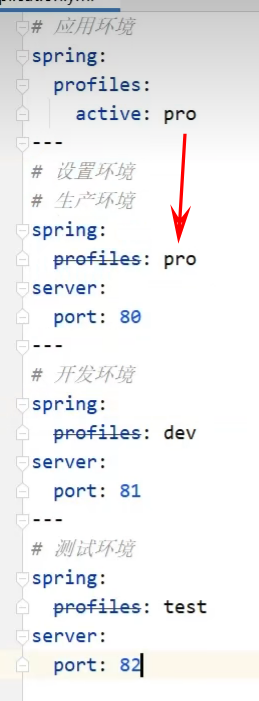 # 应用环境
spring:
  profiles:
    active: pro
---
# 设置环境
# 生产环境
spring:
  profiles: pro
server:
  port: 80
---
# 开发环境
spring:
  profiles: dev
server:
  port: 81
---
# 测试环境
spring:
  profiles: test
server:
  port: 82